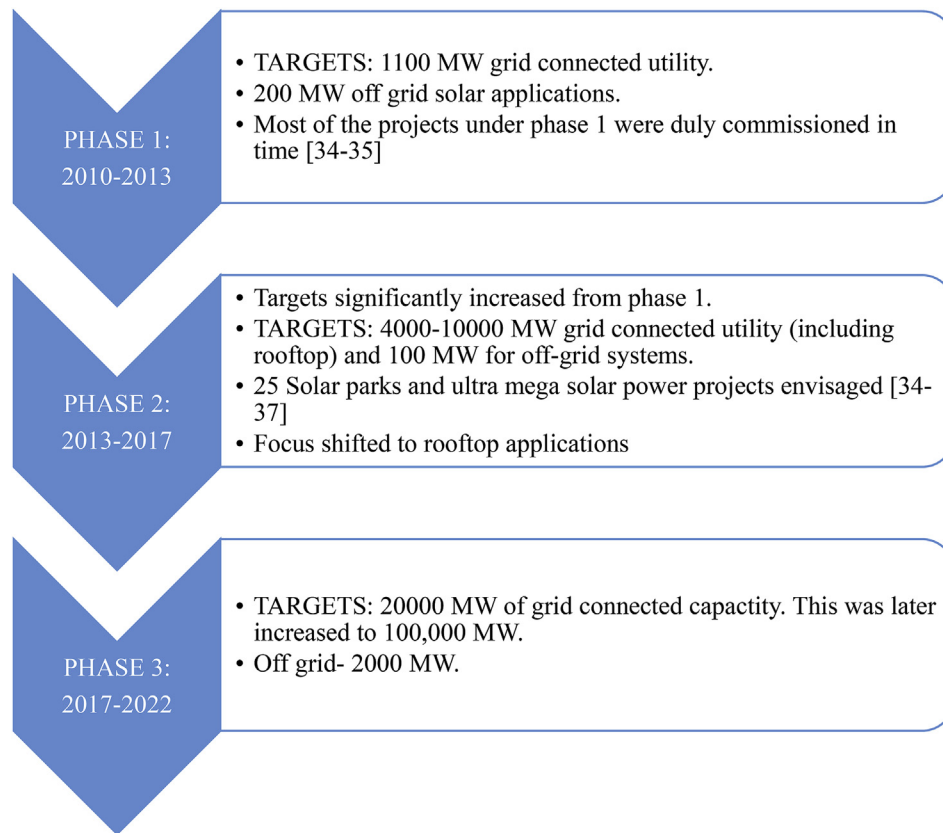 PHASE 1:
2010-2013
• TARGETS: 1100 MW grid connected utility.
• 200 MW off grid solar applications.
• Most of the projects under phase 1 were duly commissioned in
time [34-35]
PHASE 2:
2013-2017
• Targets significantly increased from phase 1.
• TARGETS: 4000-10000 MW grid connected utility (including
rooftop) and 100 MW for off-grid systems.
• 25 Solar parks and ultra mega solar power projects envisaged [34-
37]
• Focus shifted to rooftop applications
PHASE 3:
2017-2022
• TARGETS: 20000 MW of grid connected capactity. This was later
increased to 100,000 MW.
• Off grid- 2000 MW.